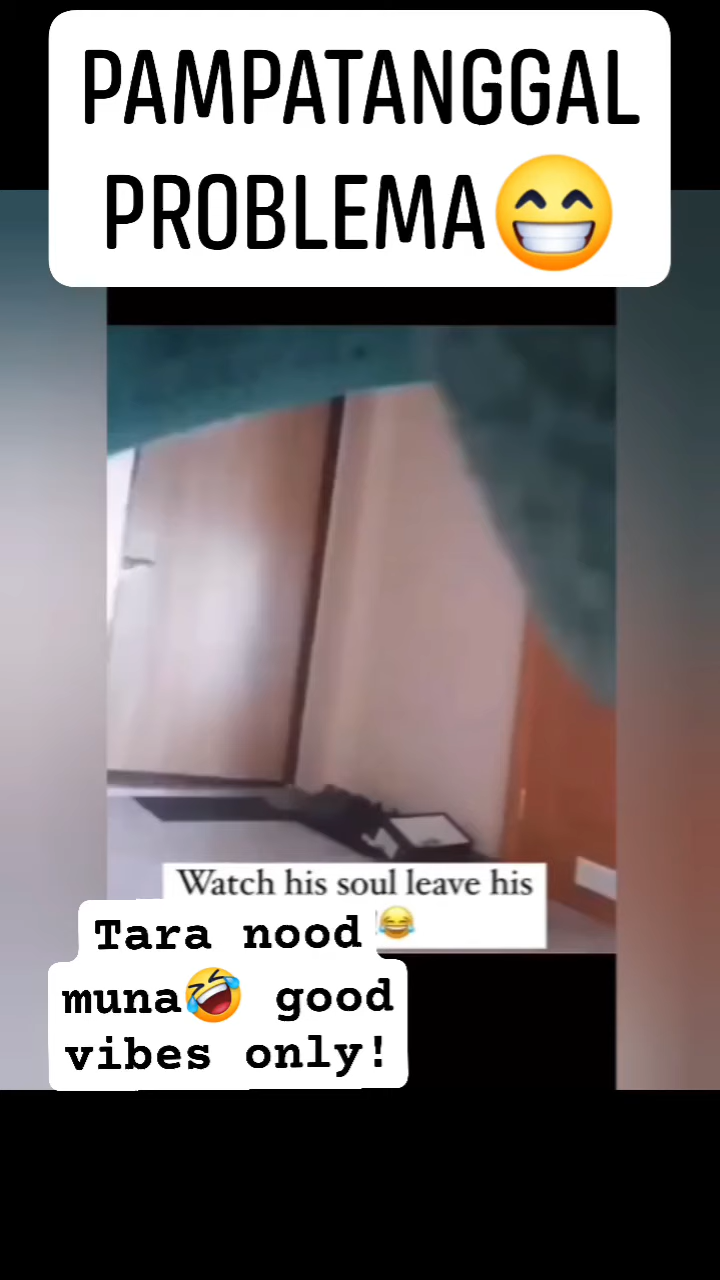 PAMPATANGGAL
PROBLEMA😁
Watch his soul leave his
😂
Tara nood
muna🤣 good
vibes only!